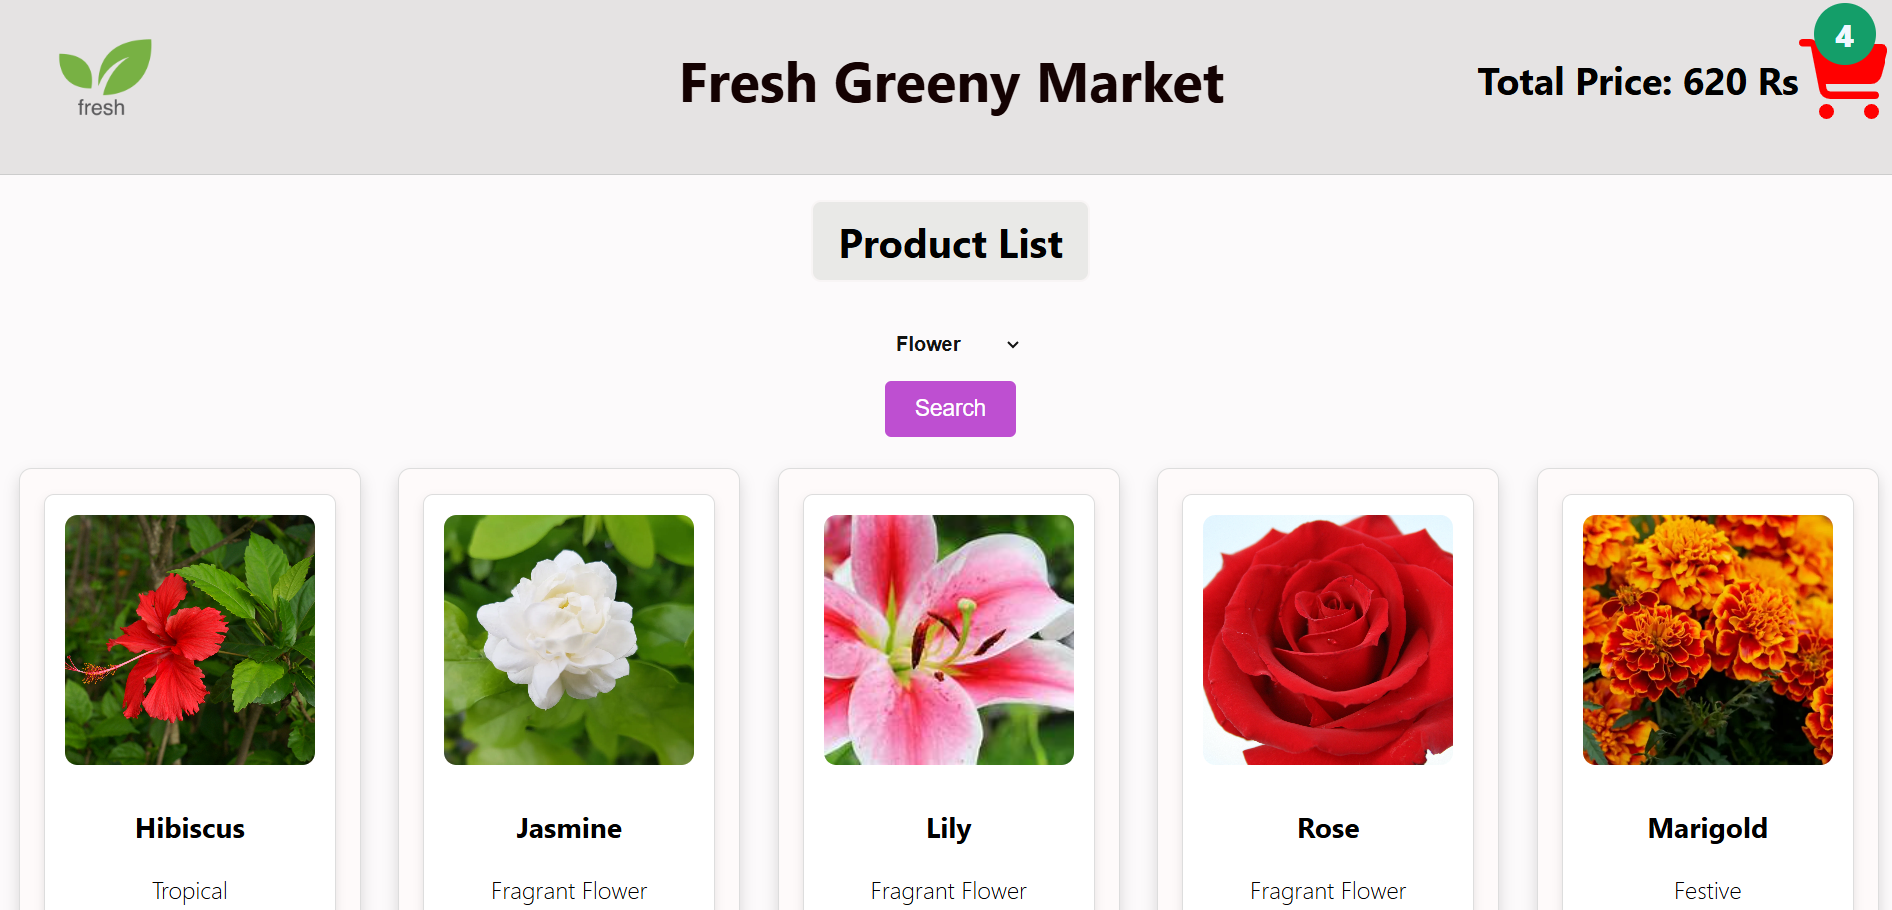 fresh
Fresh Greeny Market
Total Price: 620 Rs
4
Product List
Flower
Search
Hibiscus
Tropical
Jasmine
Fragrant Flower
Lily
Fragrant Flower
Rose
Fragrant Flower
Marigold
Festive